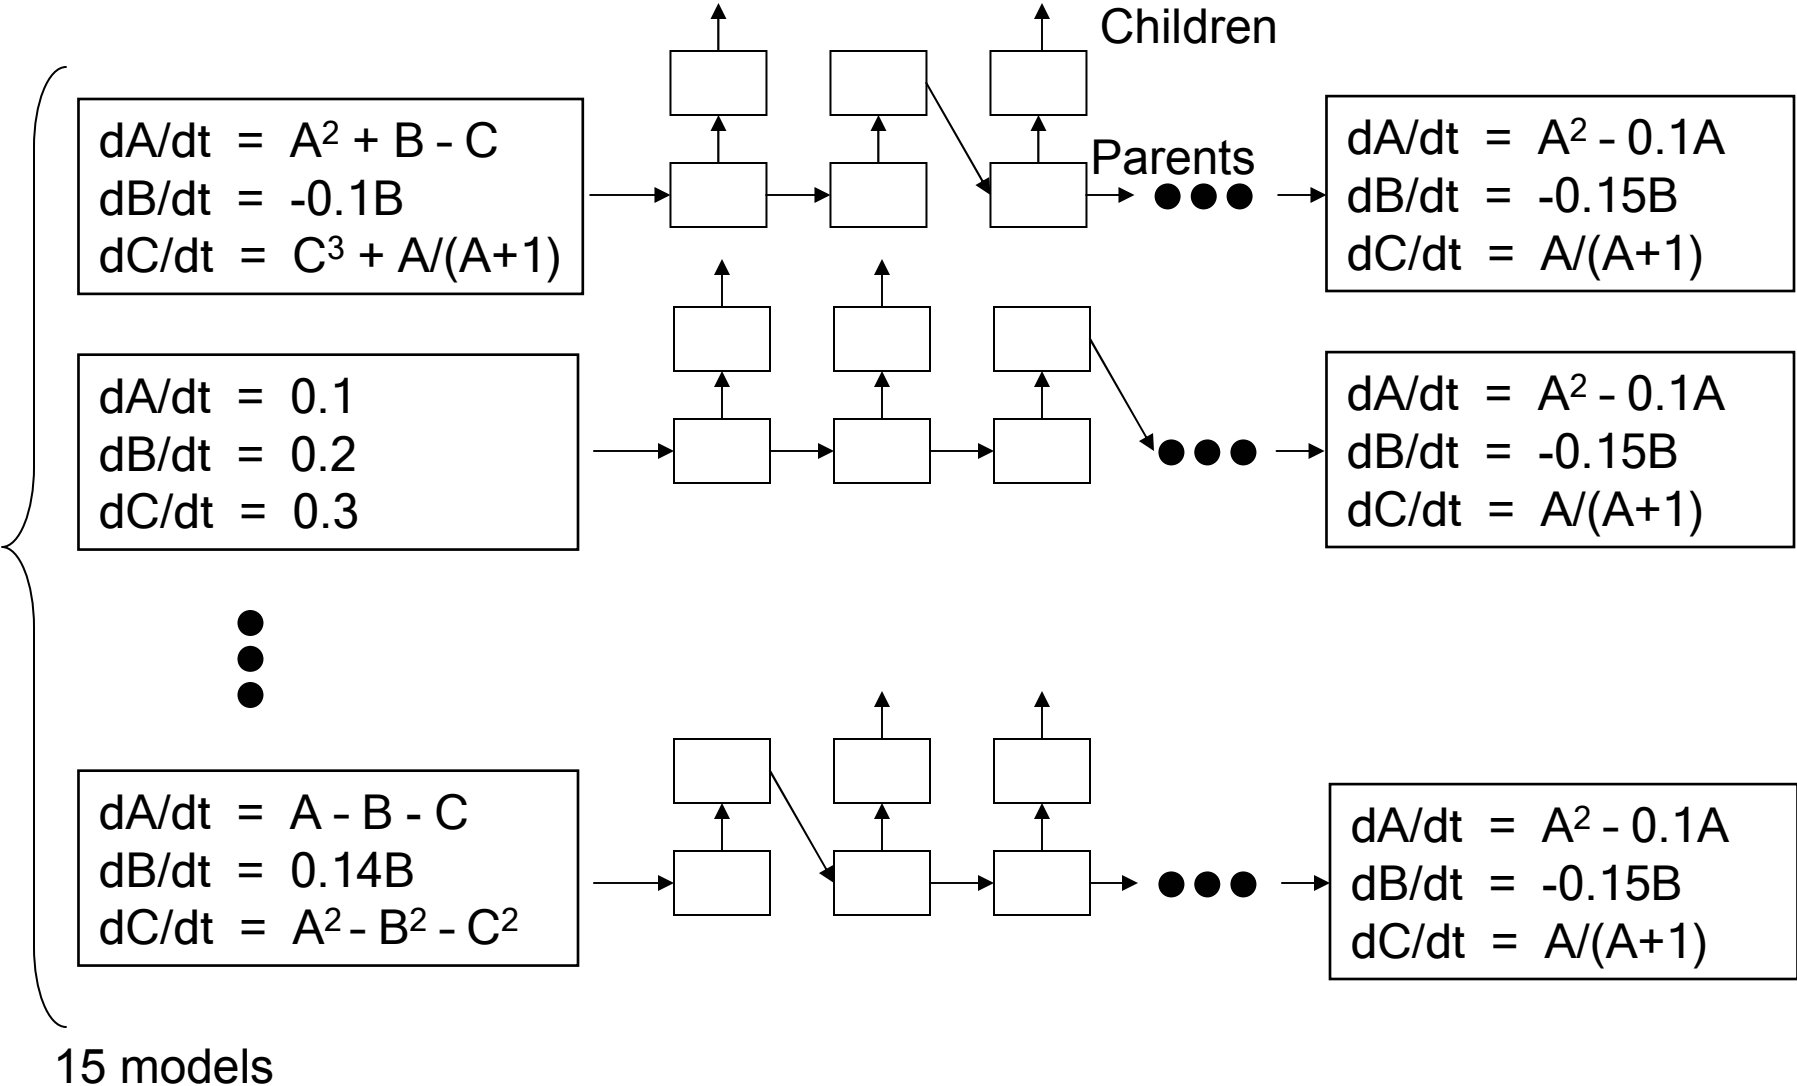 Children
Parents
dA/dt = A² + B - C
dB/dt = -0.1B
dC/dt = C³ + A/(A+1)
dA/dt = A² - 0.1A
dB/dt = -0.15B
dC/dt = A/(A+1)
dA/dt = 0.1
dB/dt = 0.2
dC/dt = 0.3
dA/dt = A² - 0.1A
dB/dt = -0.15B
dC/dt = A/(A+1)
dA/dt = A - B - C
dB/dt = 0.14B
dC/dt = A² - B² - C²
dA/dt = A² - 0.1A
dB/dt = -0.15B
dC/dt = A/(A+1)
15 models